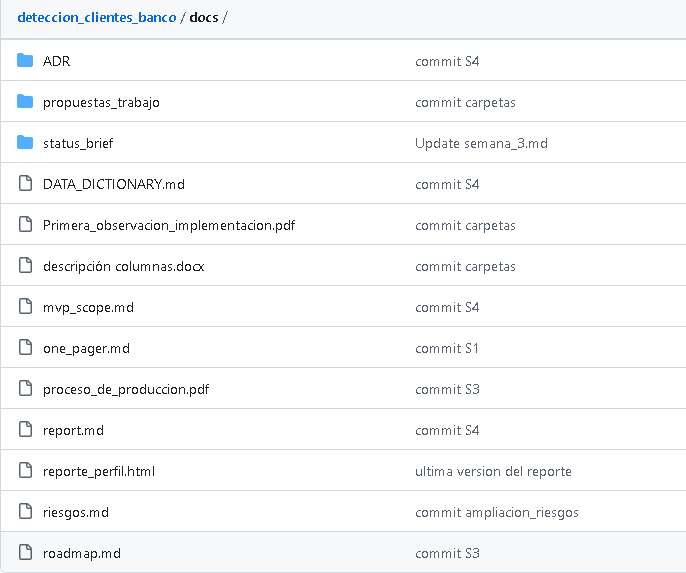 deteccion_clientes_banco / docs /
ADR commit S4
propuestas_trabajo commit carpetas
status_brief Update semana_3.md
DATA_DICTIONARY.md commit S4
Primera_observacion_implementacion.pdf commit carpetas
descripción columnas.docx commit carpetas
mvp_scope.md commit S4
one_pager.md commit S1
proceso_de_produccion.pdf commit S3
report.md commit S4
reporte_perfil.html ultima version del reporte
riesgos.md commit ampliacion_riesgos
roadmap.md commit S3